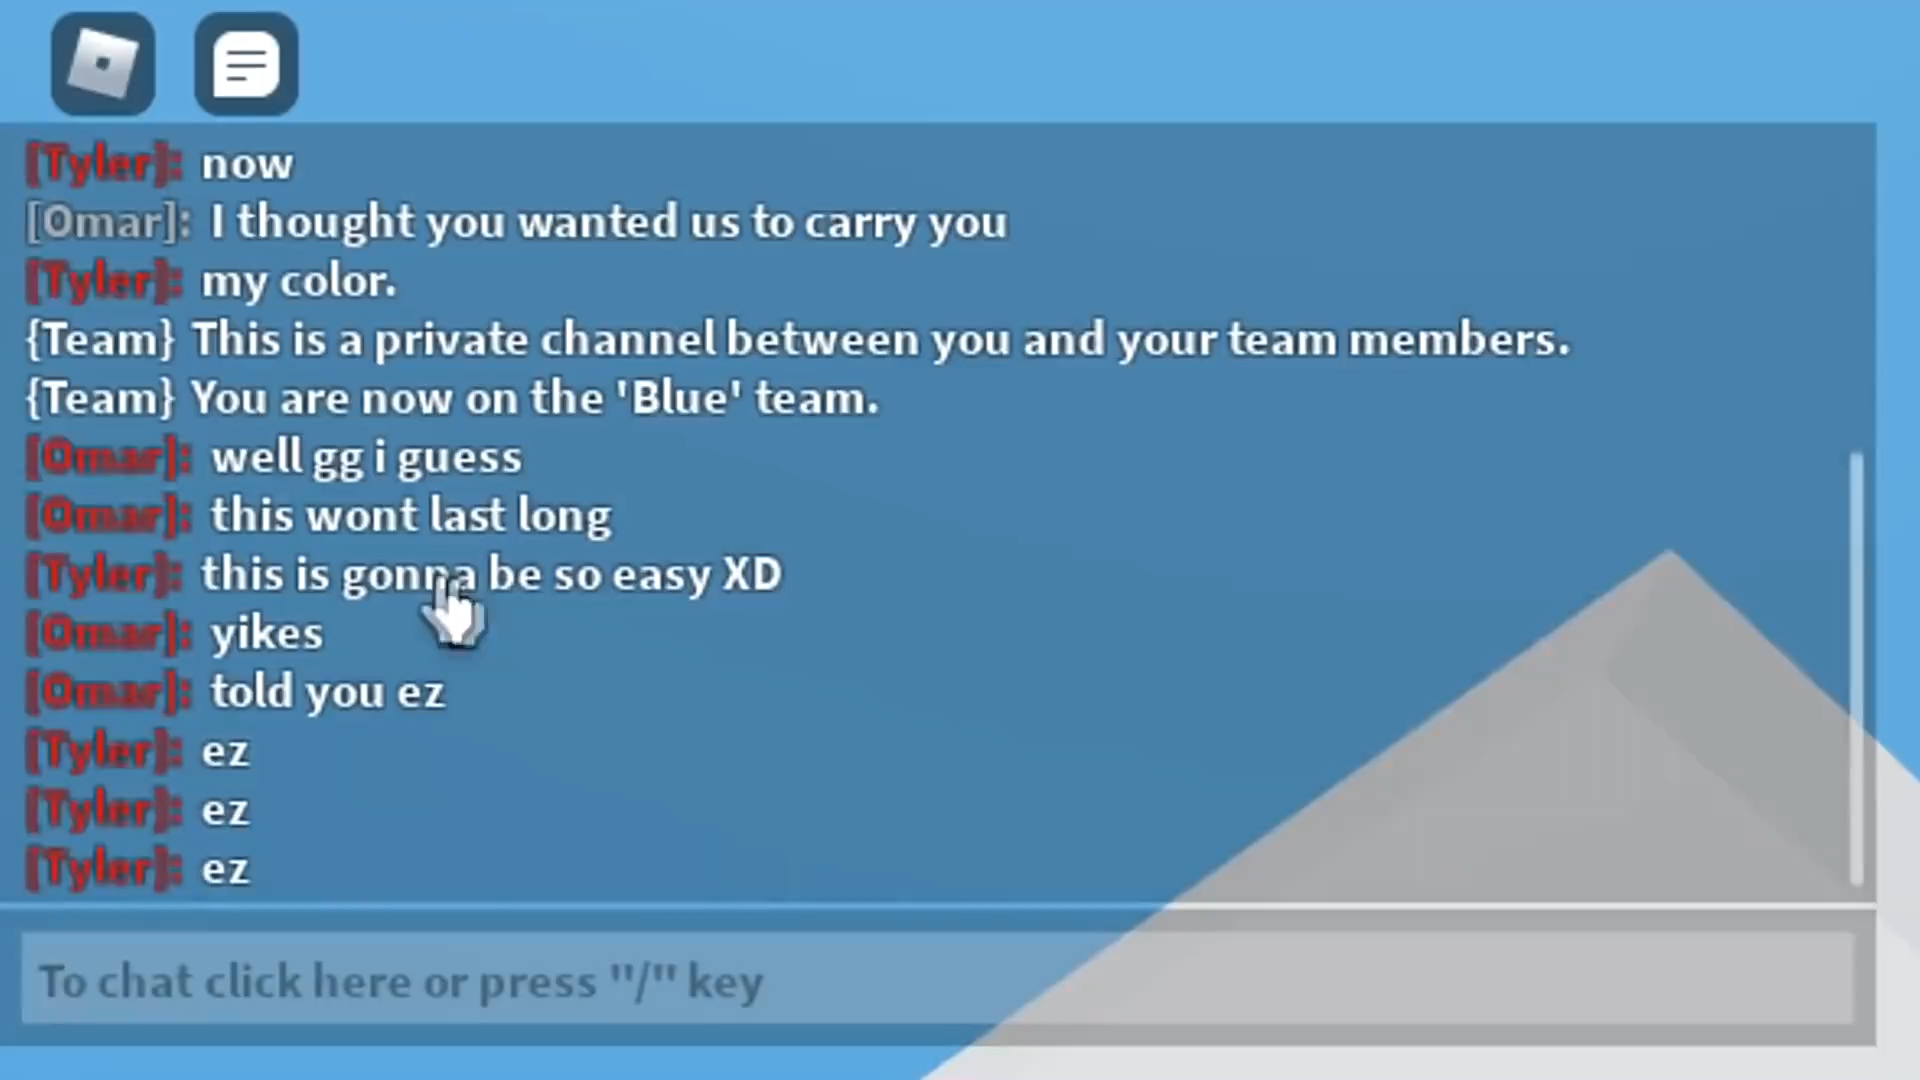 [Tyler]: now
[Omar]: I thought you wanted us to carry you
[Tyler]: my color.
{Team} This is a private channel between you and your team members.
{Team} You are now on the 'Blue' team.
[Omar]: well gg i guess
[Omar]: this wont last long
[Tyler]: this is gonna be so easy XD
[Omar]: yikes
[Omar]: told you ez
[Tyler]: ez
[Tyler]: ez
[Tyler]: ez
To chat click here or press "/" key